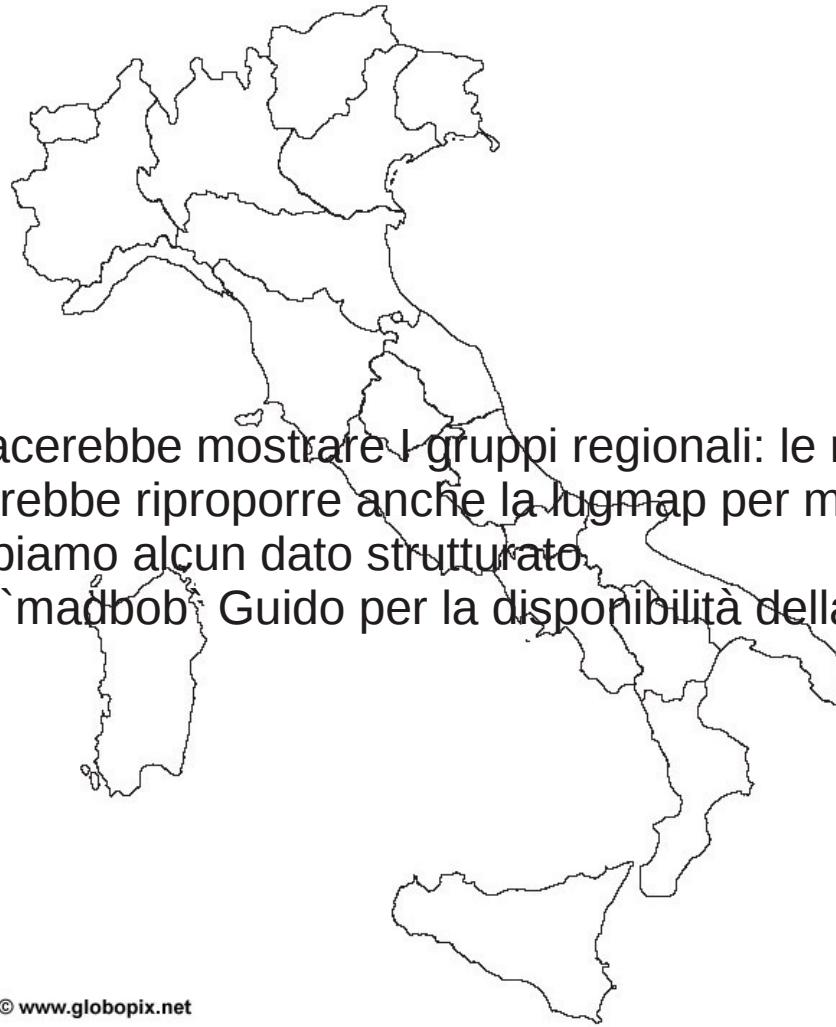 acerebbe mostrare I gruppi regionali: le
rebbe riproporre anche la lugmap per m
piamo alcun dato strutturato.
`madbob` Guido per la disponibilità della
© www.globopix.net